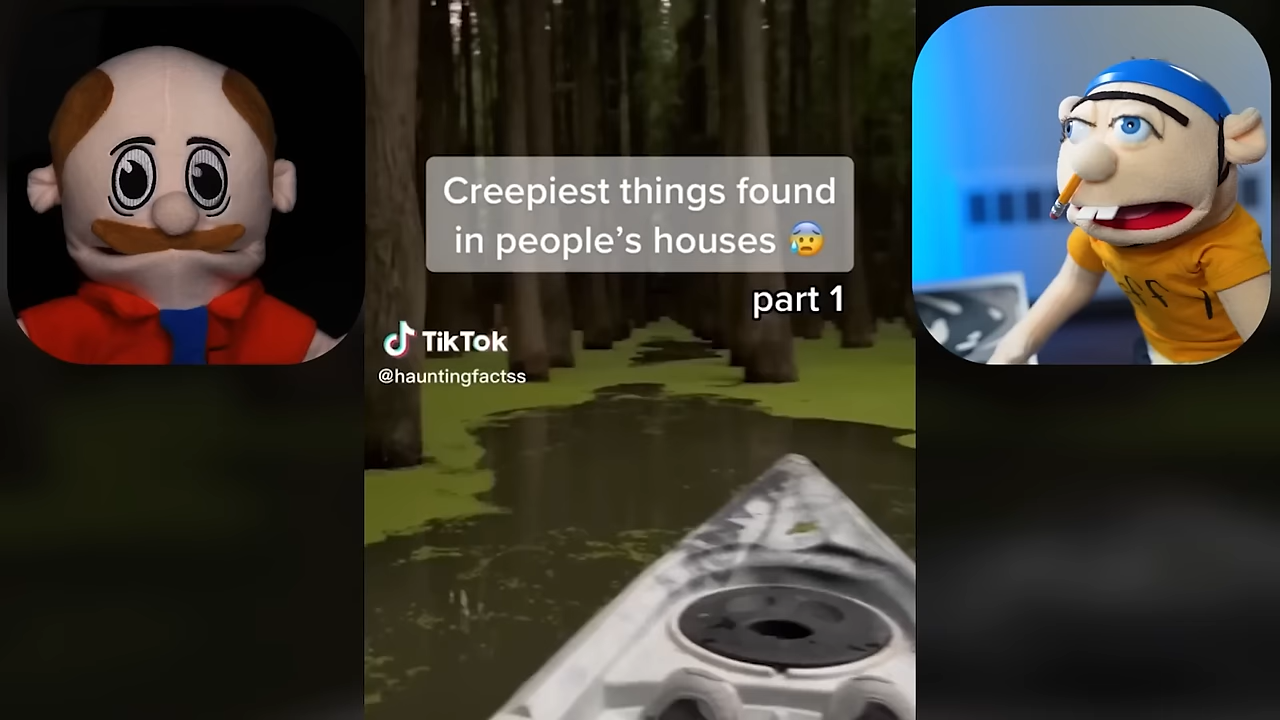 Creepiest things found
in people's houses 😰
part 1
TikTok
@hauntingfactss